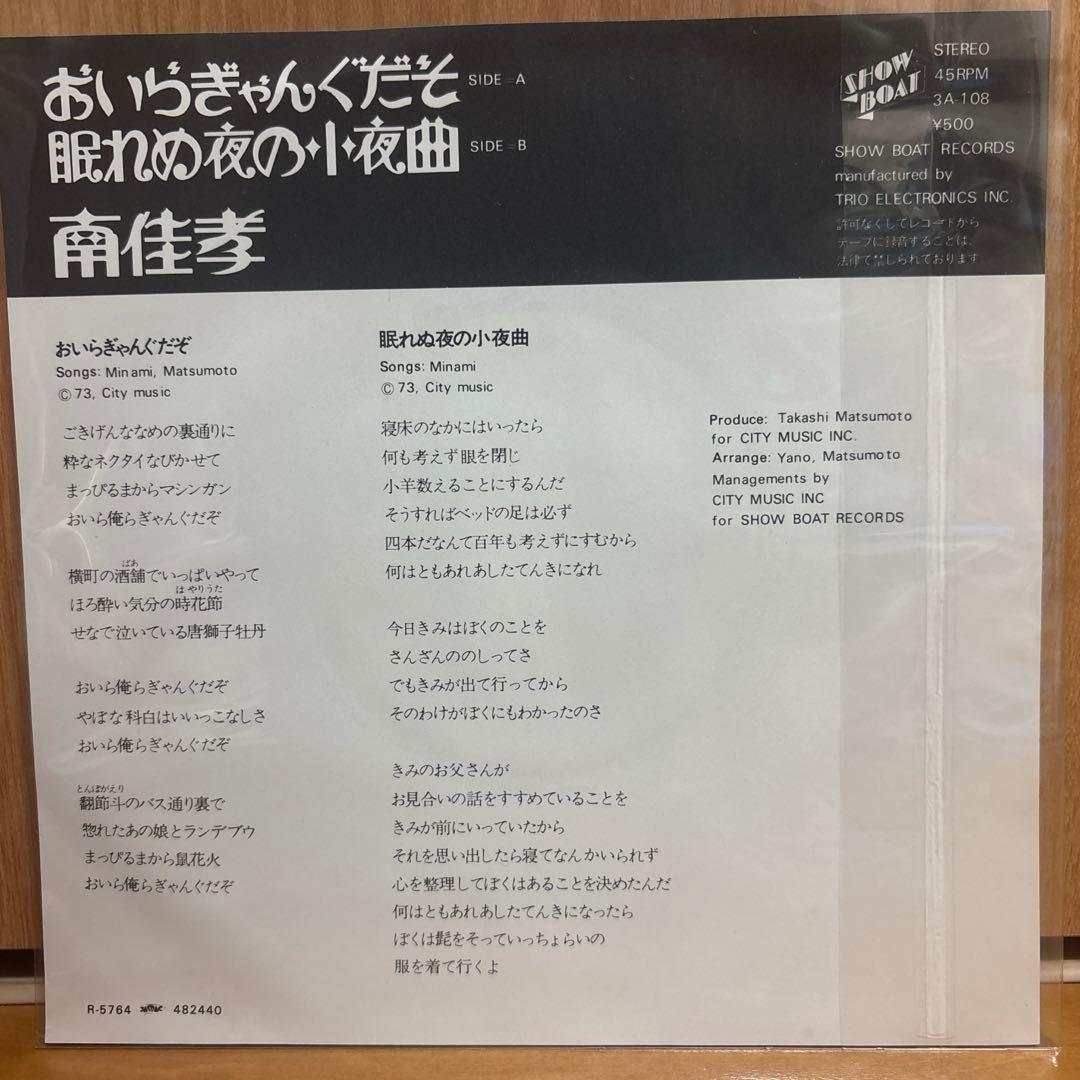 おいらぎゃんぐだぞ SIDE=A
眠れぬ夜の小夜曲 SIDE=B
南佳孝
SHOW BOAT
STEREO
45RPM
3A-108
¥500
SHOW BOAT RECORDS
manufactured by
TRIO ELECTRONICS INC.
許可なくしてレコードから
テープに録音することは、
法律で禁じられております
おいらぎゃんぐだぞ
Songs: Minami, Matsumoto
©73, City music
ごきげんななめの裏通りに
粋なネクタイなびかせて
まっぴるまからマシンガン
おいら俺らぎゃんぐだぞ
ばあ
横町の酒舗でいっぱいやって
はやりうた
ほろ酔い気分の時花節
せなで泣いている唐獅子牡丹
おいら俺らぎゃんぐだぞ
やぼな科白はいいっこなしさ
おいら俺らぎゃんぐだぞ
とんぼがえり
翻筋斗のバス通り裏で
惚れたあの娘とランデブウ
まっぴるまから鼠花火
おいら俺らぎゃんぐだぞ
眠れぬ夜の小夜曲
Songs: Minami
©73, City music
寝床のなかにはいったら
何も考えず眼を閉じ
小羊数えることにするんだ
そうすればベッドの足は必ず
四本だなんて百年も考えずにすむから
何はともあれあしたてんきになれ
今日きみはぼくのことを
さんざんののしってさ
でもきみが出て行ってから
そのわけがぼくにもわかったのさ
きみのお父さんが
お見合いの話をすすめていることを
きみが前にいっていたから
それを思い出したら寝てなんかいられず
心を整理してぼくはあることを決めたんだ
何はともあれあしたてんきになったら
ぼくは髭をそっていっちょらいの
服を着て行くよ
Produce: Takashi Matsumoto
for CITY MUSIC INC.
Arrange: Yano, Matsumoto
Managements by
CITY MUSIC INC
for SHOW BOAT RECORDS
R-5764 482440